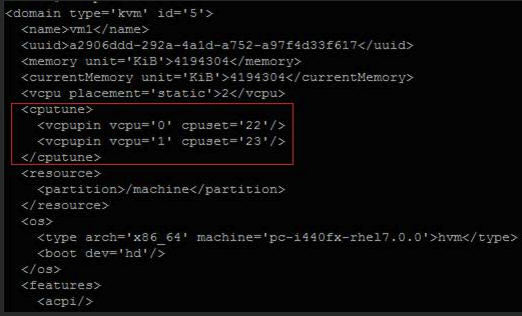 <domain type='kvm' id='5'>
<name>vm1</name>
<uuid>a2906ddd-292a-4a1d-a752-a97f4d33f617</uuid>
<memory unit='KiB'>4194304</memory>
<currentMemory unit='KiB'>4194304</currentMemory>
<vcpu placement='static'>2</vcpu>
<cputune>
<vcpupin vcpu='0' cpuset='22'/>
<vcpupin vcpu='1' cpuset='23'/>
</cputune>
<resource>
<partition>/machine</partition>
</resource>
<os>
<type arch='x86_64' machine='pc-i440fx-rhel7.0.0'>hvm</type>
<boot dev='hd'/>
</os>
<features>
<acpi/>